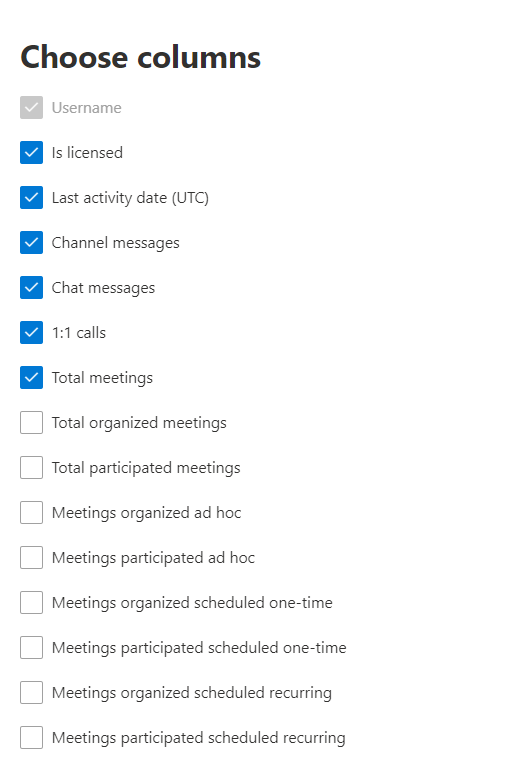 Choose columns
Username
Is licensed
Last activity date (UTC)
Channel messages
Chat messages
1:1 calls
Total meetings
Total organized meetings
Total participated meetings
Meetings organized ad hoc
Meetings participated ad hoc
Meetings organized scheduled one-time
Meetings participated scheduled one-time
Meetings organized scheduled recurring
Meetings participated scheduled recurring